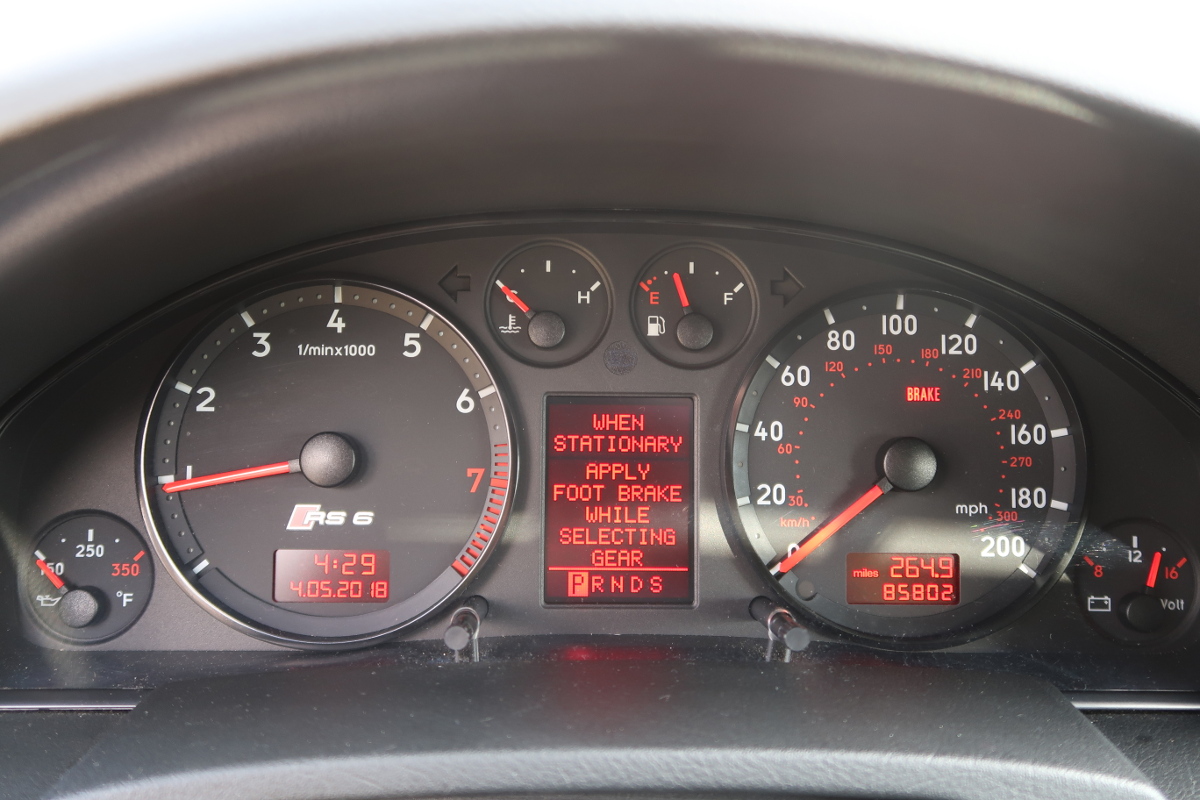 4
3
5
1/min x 1000
2
6
1
7
RS 6
4:29
4.05.2018
250
150
350
°F
C
H
E
F
WHEN
STATIONARY
APPLY
FOOT BRAKE
WHILE
SELECTING
GEAR
P R N D S
100
80
120
60
140
40
160
20
180
0
200
150
120
180
90
210
60
240
30
270
300
km/h
mph
BRAKE
miles 264.9
85802
12
8
16
Volt